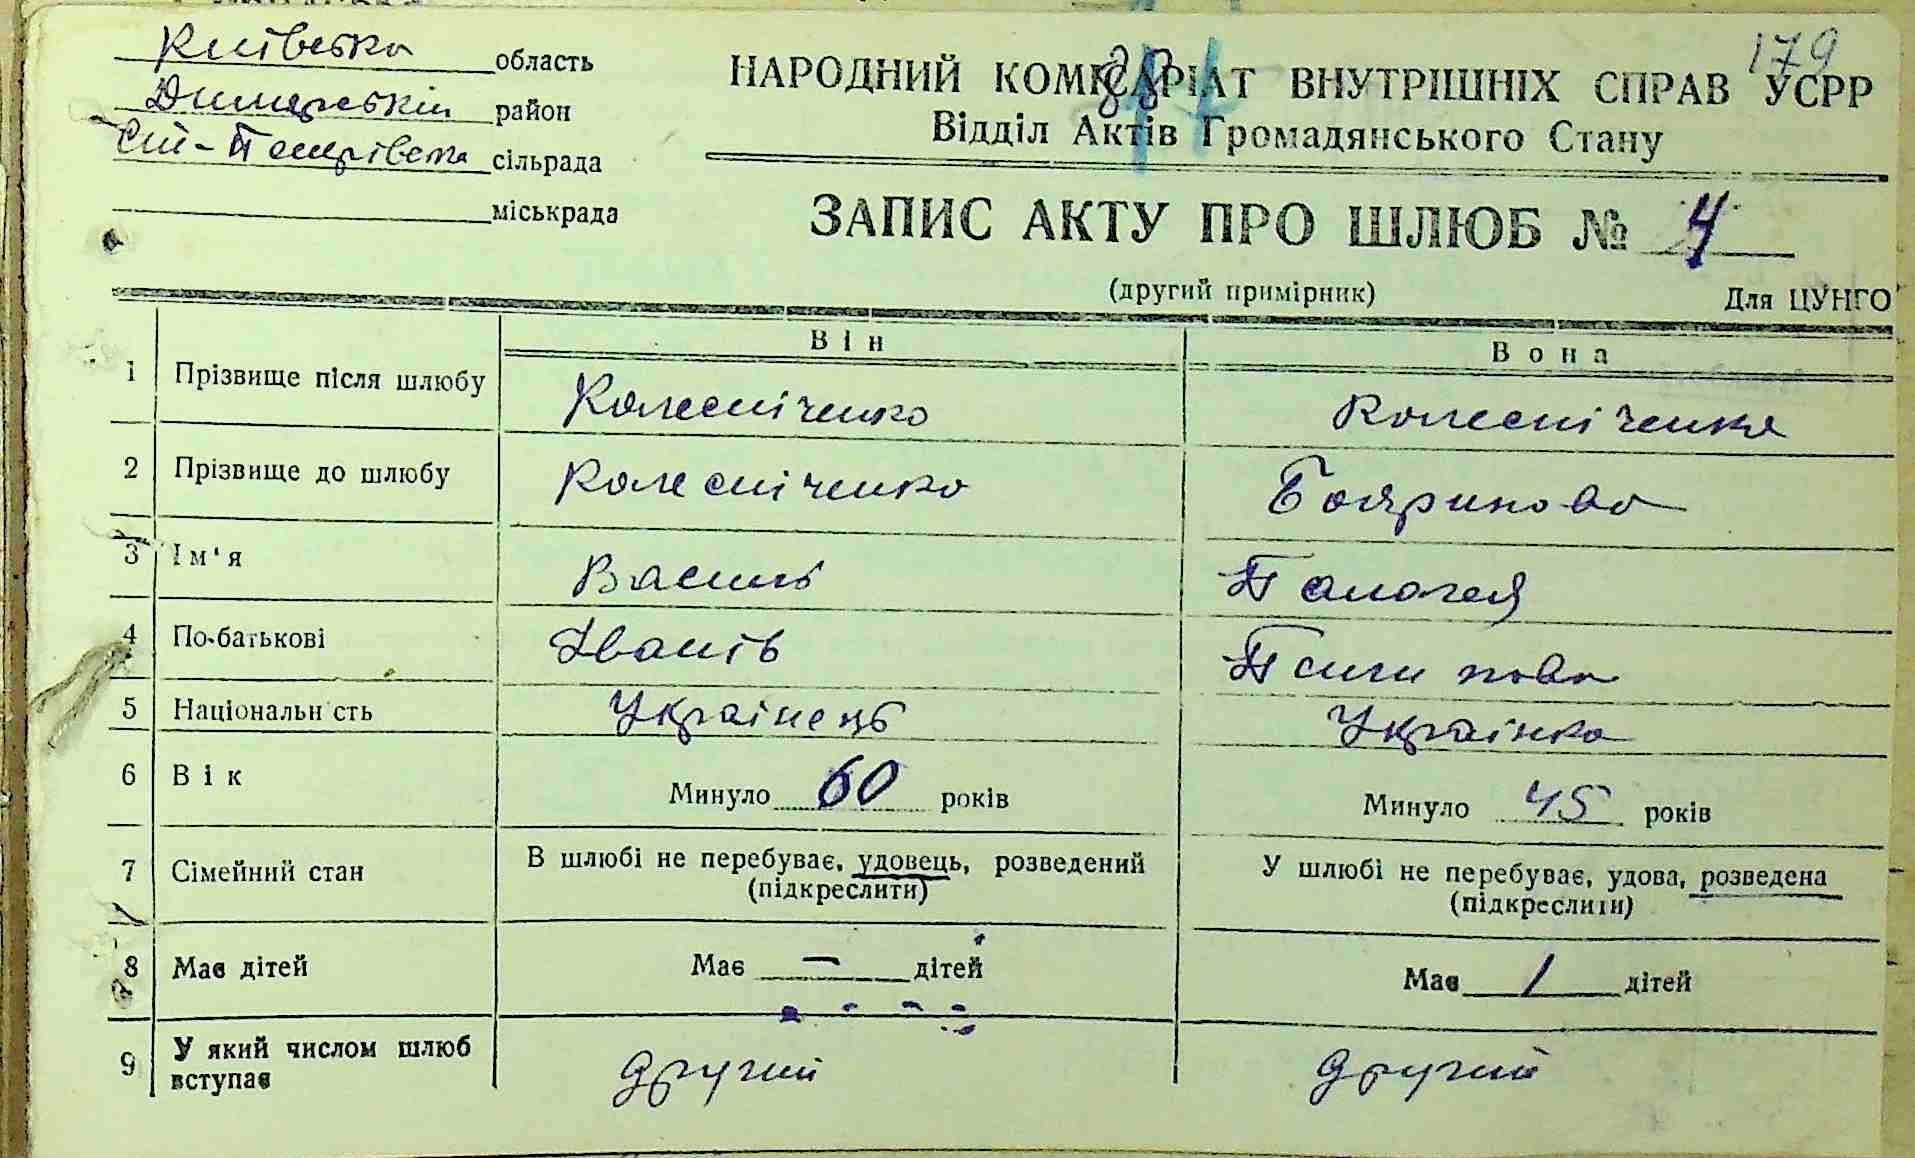 179
Київська область
Димерський район
Ст-Петрівська сільрада
міськрада
НАРОДНИЙ КОМІСАРІАТ ВНУТРІШНІХ СПРАВ УСРР
Відділ Актів Громадянського Стану
ЗАПИС АКТУ ПРО ШЛЮБ № 4
(другий примірник)
Для ЦУНГО
Він Вона
1 Прізвище після шлюбу Колесніченко Колесніченка
2 Прізвище до шлюбу Колесніченко Бояринова
3 Ім'я Василь Палагея
4 По-батькові Іванів
5 Національн сть Українець Українка
6 Вік Минуло 60 років Минуло 45 років
7 Сімейний стан В шлюбі не перебуває, удовець, розведений У шлюбі не перебуває, удова, розведена
(підкреслити) (підкреслити)
8 Має дітей Має — дітей Має 1 дітей
9 У який числом шлюб вступає другий другий